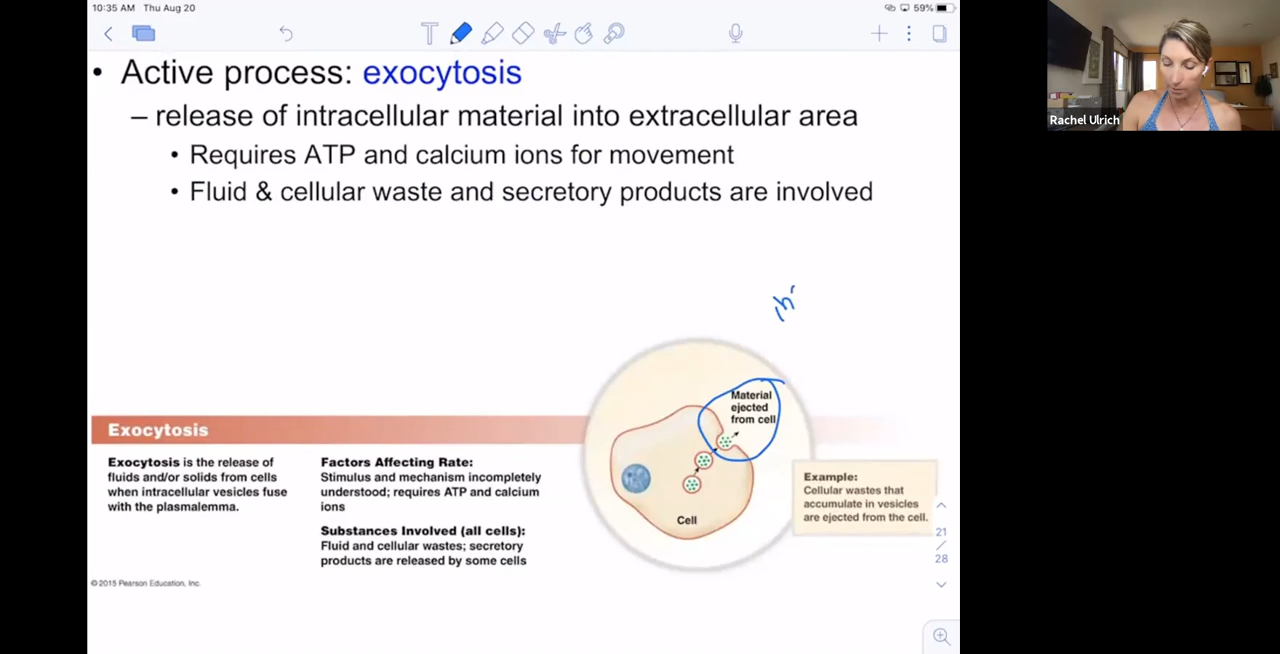 10:35 AM Thu Aug 20
59%
Rachel Ulrich
• Active process: exocytosis
– release of intracellular material into extracellular area
• Requires ATP and calcium ions for movement
• Fluid & cellular waste and secretory products are involved
Exocytosis
Exocytosis is the release of
fluids and/or solids from cells
when intracellular vesicles fuse
with the plasmalemma.
Factors Affecting Rate:
Stimulus and mechanism incompletely
understood; requires ATP and calcium
ions
Substances Involved (all cells):
Fluid and cellular wastes; secretory
products are released by some cells
Material
ejected
from cell
Cell
Example:
Cellular wastes that
accumulate in vesicles
are ejected from the cell.
21
/
28
© 2015 Pearson Education, Inc.